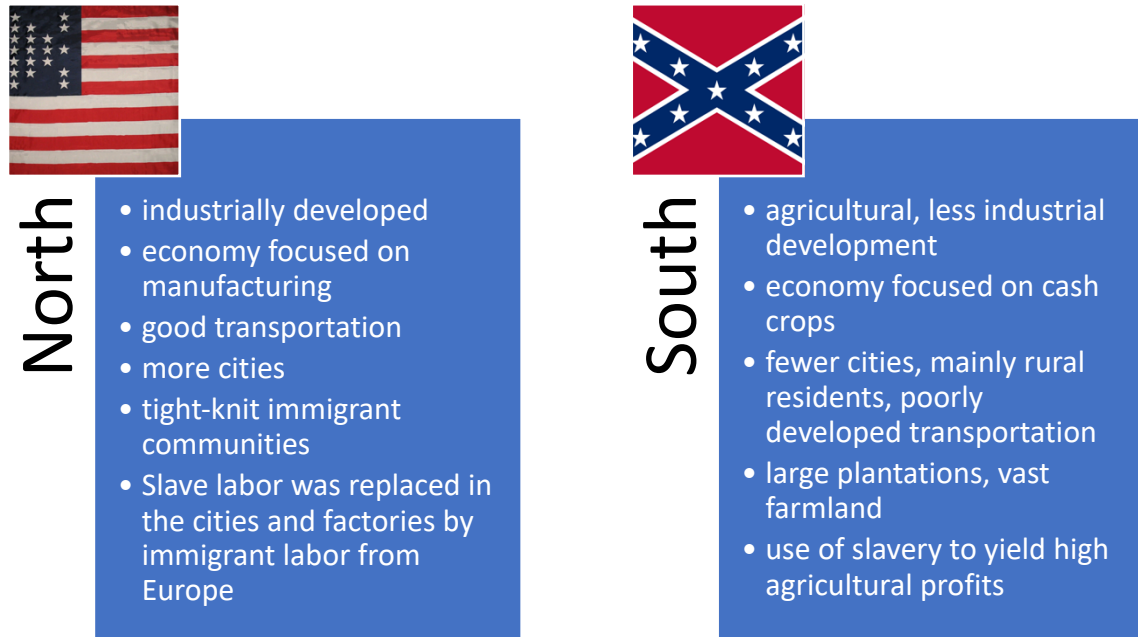 North
• industrially developed
• economy focused on
manufacturing
• good transportation
• more cities
• tight-knit immigrant
communities
• Slave labor was replaced in
the cities and factories by
immigrant labor from
Europe
South
• agricultural, less industrial
development
• economy focused on cash
crops
• fewer cities, mainly rural
residents, poorly
developed transportation
• large plantations, vast
farmland
• use of slavery to yield high
agricultural profits